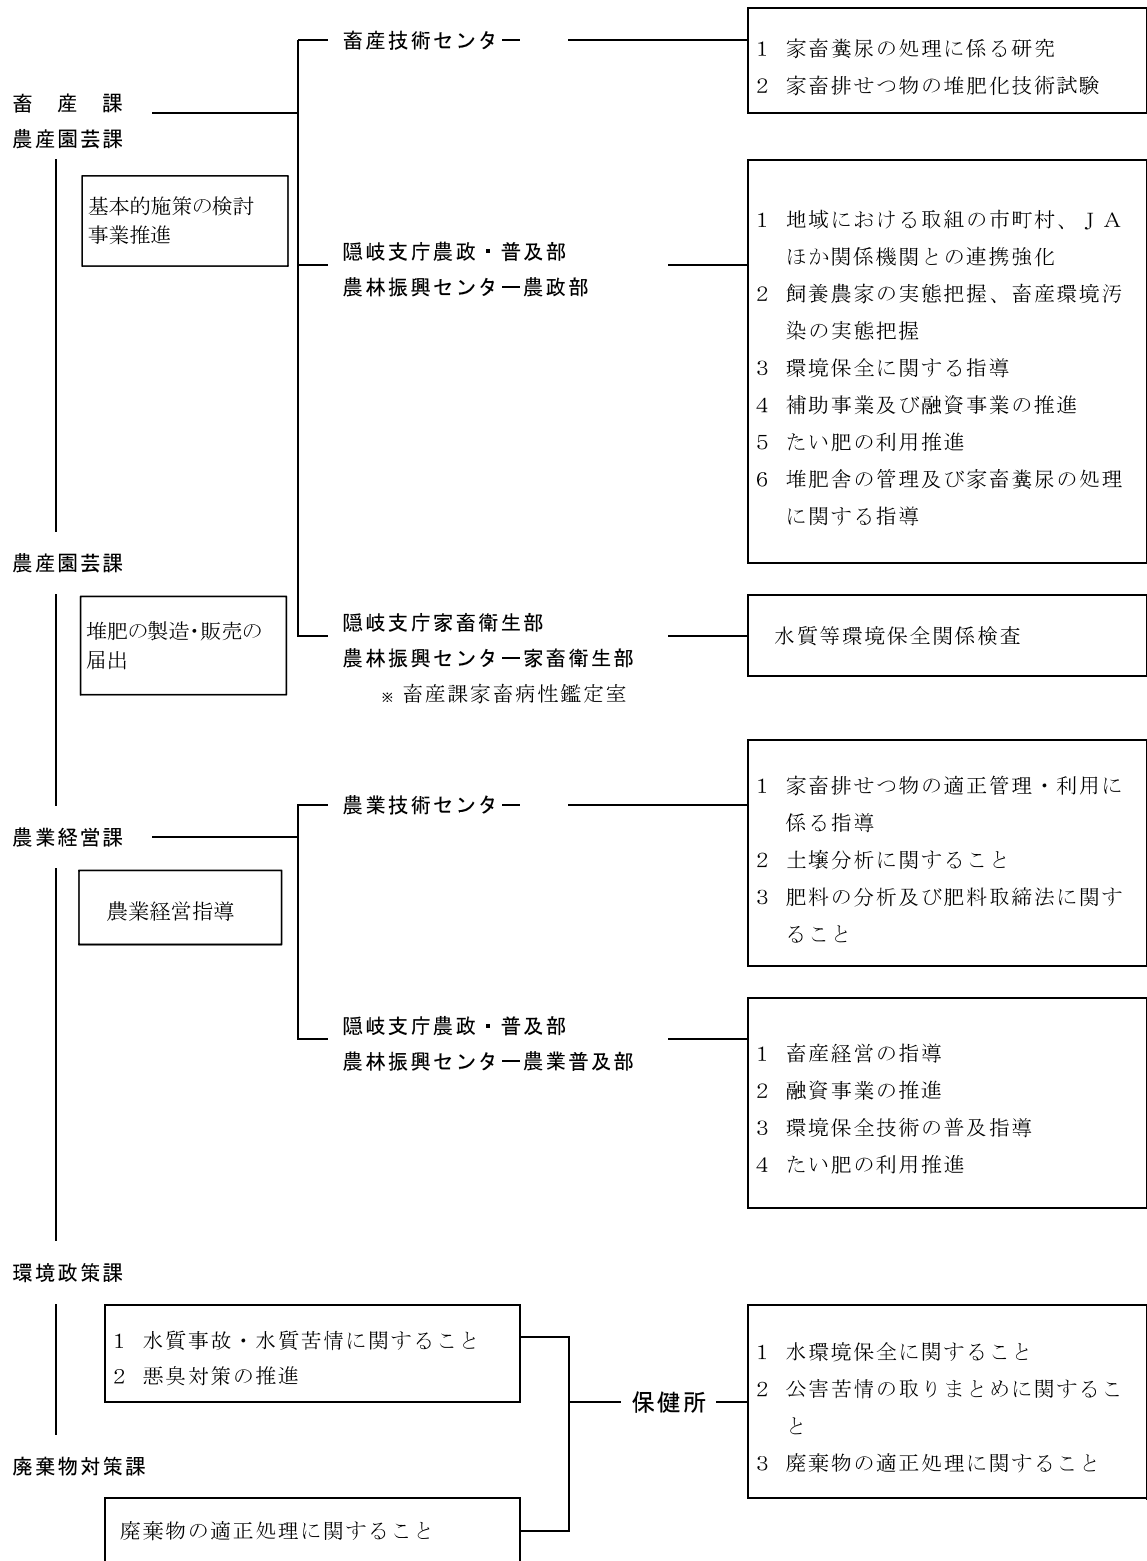 畜産技術センター
1 家畜糞尿の処理に係る研究
2 家畜排せつ物の堆肥化技術試験
畜 産 課
農産園芸課
基本的施策の検討
事業推進
隠岐支庁農政・普及部
農林振興センター農政部
1 地域における取組の市町村、ＪＡ
ほか関係機関との連携強化
2 飼養農家の実態把握、畜産環境汚
染の実態把握
3 環境保全に関する指導
4 補助事業及び融資事業の推進
5 たい肥の利用推進
6 堆肥舎の管理及び家畜糞尿の処理
に関する指導
農産園芸課
堆肥の製造・販売の
届出
隠岐支庁家畜衛生部
農林振興センター家畜衛生部
※ 畜産課家畜病性鑑定室
水質等環境保全関係検査
農業経営課
農業経営指導
農業技術センター
1 家畜排せつ物の適正管理・利用に
係る指導
2 土壌分析に関すること
3 肥料の分析及び肥料取締法に関す
ること
隠岐支庁農政・普及部
農林振興センター農業普及部
1 畜産経営の指導
2 融資事業の推進
3 環境保全技術の普及指導
4 たい肥の利用推進
環境政策課
1 水質事故・水質苦情に関すること
2 悪臭対策の推進
保健所
1 水環境保全に関すること
2 公害苦情の取りまとめに関するこ
と
3 廃棄物の適正処理に関すること
廃棄物対策課
廃棄物の適正処理に関すること